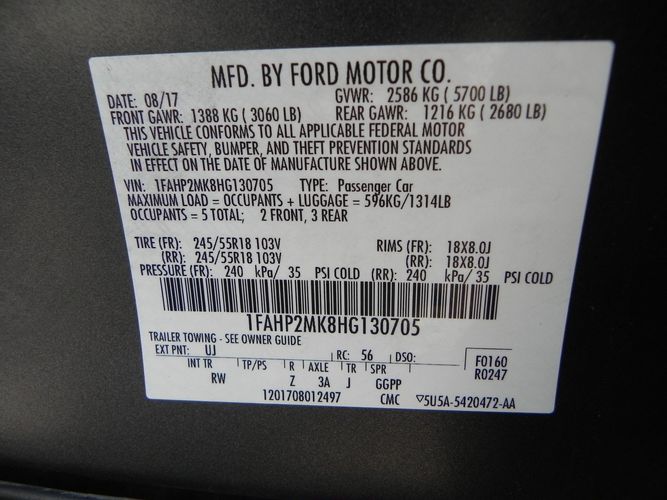 MFD. BY FORD MOTOR CO.
DATE: 08/17 GVWR: 2586 KG ( 5700 LB)
FRONT GAWR: 1388 KG ( 3060 LB) REAR GAWR: 1216 KG ( 2680 LB)
THIS VEHICLE CONFORMS TO ALL APPLICABLE FEDERAL MOTOR
VEHICLE SAFETY, BUMPER, AND THEFT PREVENTION STANDARDS
IN EFFECT ON THE DATE OF MANUFACTURE SHOWN ABOVE.
VIN: 1FAHP2MK8HG130705 TYPE: Passenger Car
MAXIMUM LOAD = OCCUPANTS + LUGGAGE = 596KG/1314LB
OCCUPANTS = 5 TOTAL; 2 FRONT, 3 REAR
TIRE (FR): 245/55R18 103V RIMS (FR): 18X8.0J
(RR): 245/55R18 103V (RR): 18X8.0J
PRESSURE (FR): 240 kPa/ 35 PSI COLD (RR): 240 kPa/ 35 PSI COLD
1FAHP2MK8HG130705
TRAILER TOWING - SEE OWNER GUIDE
EXT PNT: UJ RC: 56 DSO: F0160
INT TR TP/PS R AXLE TR SPR R0247
RW Z 3A J GGPP
1201708012497 CMC ▽5U5A-5420472-AA